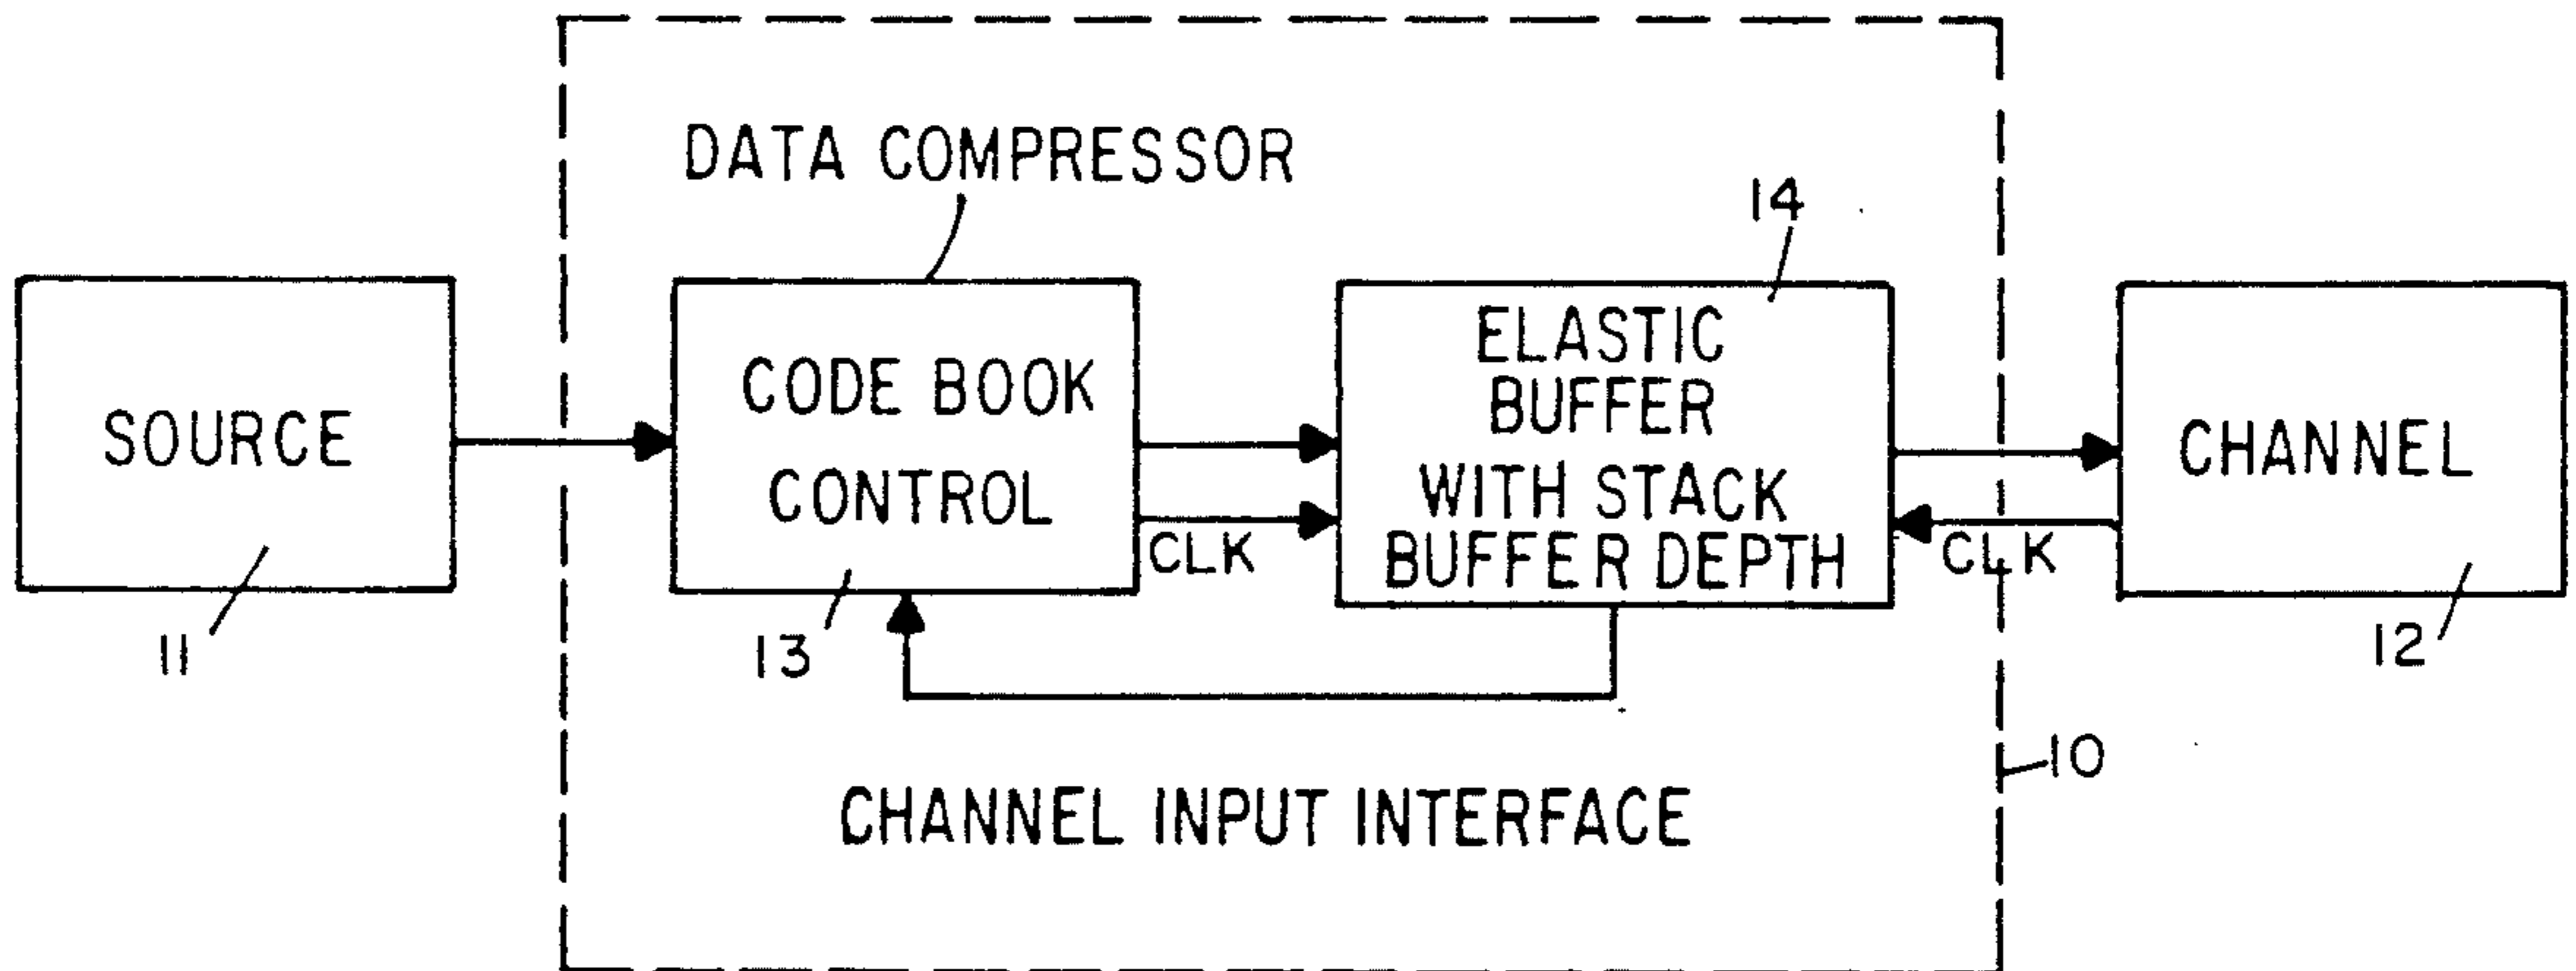 DATA COMPRESSOR
14
SOURCE
CODE BOOK
CONTROL
CLK
ELASTIC
BUFFER
WITH STACK
BUFFER DEPTH
CLK
CHANNEL
11
13
12
10
CHANNEL INPUT INTERFACE